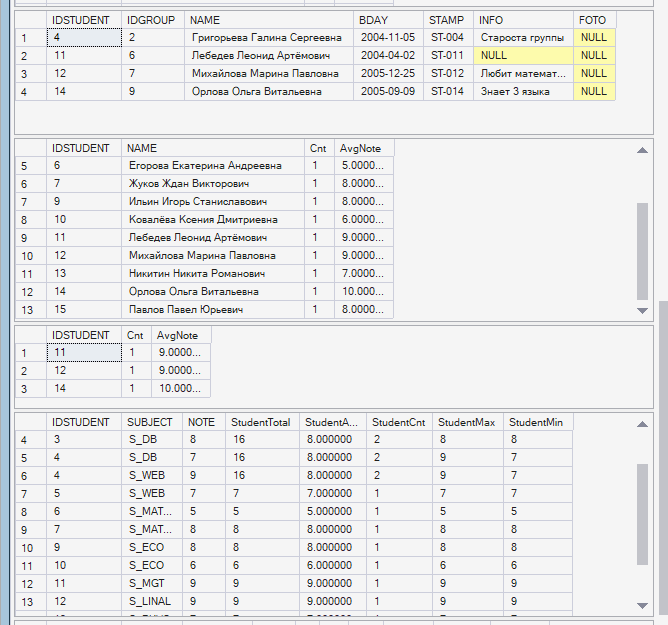 IDSTUDENT IDGROUP NAME BDAY STAMP INFO FOTO
1 4 2 Григорьева Галина Сергеевна 2004-11-05 ST-004 Староста группы NULL
2 11 6 Лебедев Леонид Артёмович 2004-04-02 ST-011 NULL NULL
3 12 7 Михайлова Марина Павловна 2005-12-25 ST-012 Любит математ... NULL
4 14 9 Орлова Ольга Витальевна 2005-09-09 ST-014 Знает 3 языка NULL
IDSTUDENT NAME Cnt AvgNote
5 6 Егорова Екатерина Андреевна 1 5.0000...
6 7 Жуков Ждан Викторович 1 8.0000...
7 9 Ильин Игорь Станиславович 1 8.0000...
8 10 Ковалёва Ксения Дмитриевна 1 6.0000...
9 11 Лебедев Леонид Артёмович 1 9.0000...
10 12 Михайлова Марина Павловна 1 9.0000...
11 13 Никитин Никита Романович 1 7.0000...
12 14 Орлова Ольга Витальевна 1 10.000...
13 15 Павлов Павел Юрьевич 1 8.0000...
IDSTUDENT Cnt AvgNote
1 11 1 9.0000...
2 12 1 9.0000...
3 14 1 10.000...
IDSTUDENT SUBJECT NOTE StudentTotal StudentA... StudentCnt StudentMax StudentMin
4 3 S_DB 8 16 8.000000 2 8 8
5 4 S_DB 7 16 8.000000 2 9 7
6 4 S_WEB 9 16 8.000000 2 9 7
7 5 S_WEB 7 7 7.000000 1 7 7
8 6 S_MAT... 5 5 5.000000 1 5 5
9 7 S_MAT... 8 8 8.000000 1 8 8
10 9 S_ECO 8 8 8.000000 1 8 8
11 10 S_ECO 6 6 6.000000 1 6 6
12 11 S_MGT 9 9 9.000000 1 9 9
13 12 S_LINAL 9 9 9.000000 1 9 9